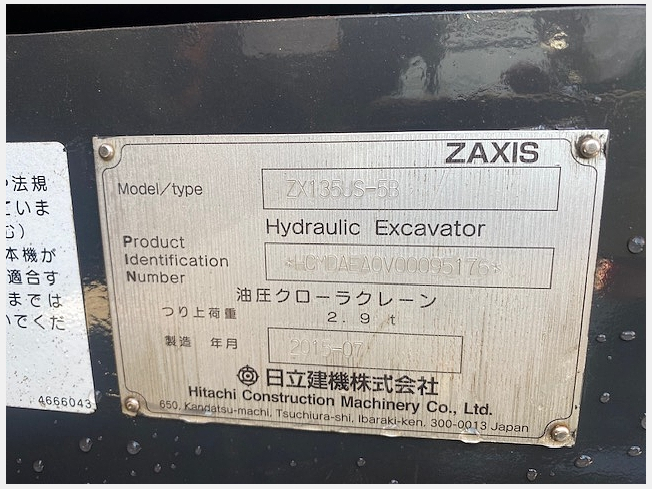 法規
ていま
む)
本機が
適合す
までは
いでくだ
4666043
ZAXIS
Model/type ZX135US-5B
Hydraulic Excavator
Product
Identification
Number
*HCMDAEA0V00095176*
油圧クローラクレーン
つり上荷重 2.9 t
製造 年月 2015-07
日立建機株式会社
Hitachi Construction Machinery Co., Ltd.
650, Kandatsu-machi, Tsuchiura-shi, Ibaraki-ken, 300-0013 Japan